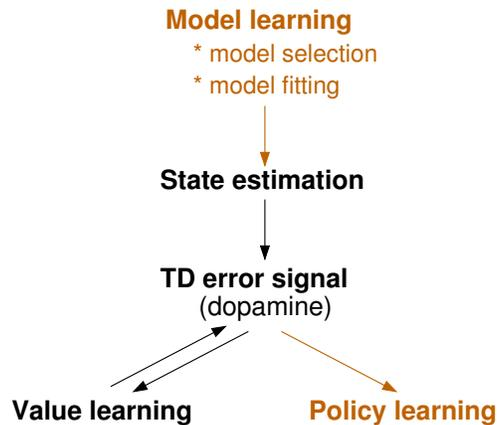 Model learning
* model selection
* model fitting
State estimation
TD error signal
(dopamine)
Value learning
Policy learning